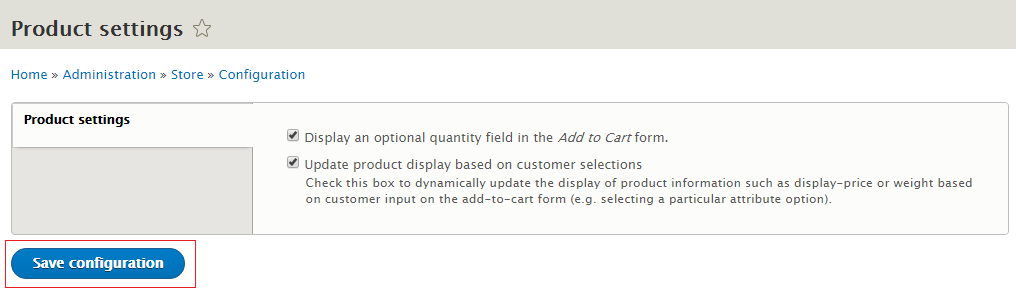 Product settings
Home » Administration » Store » Configuration
Product settings
Display an optional quantity field in the Add to Cart form.
Update product display based on customer selections
Check this box to dynamically update the display of product information such as display-price or weight based
on customer input on the add-to-cart form (e.g. selecting a particular attribute option).
Save configuration